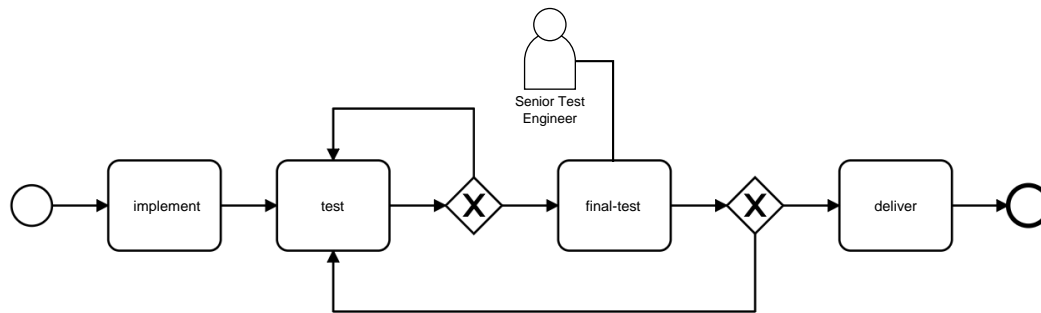 Senior Test
Engineer
implement
test
X
final-test
X
deliver